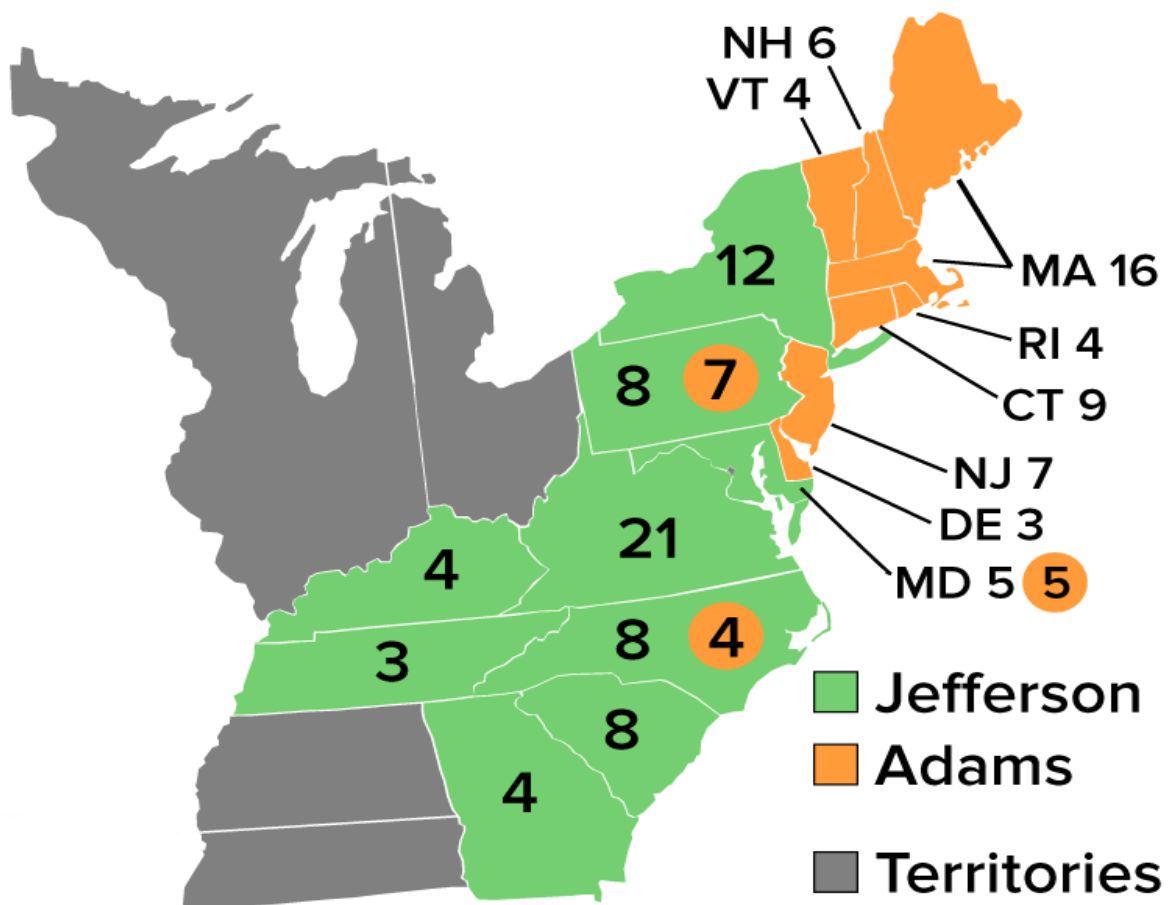 NH 6
VT 4
12
MA 16
RI 4
8 7
CT 9
NJ 7
DE 3
21
4
MD 5 5
8 4
3
Jefferson
8
Adams
4
Territories